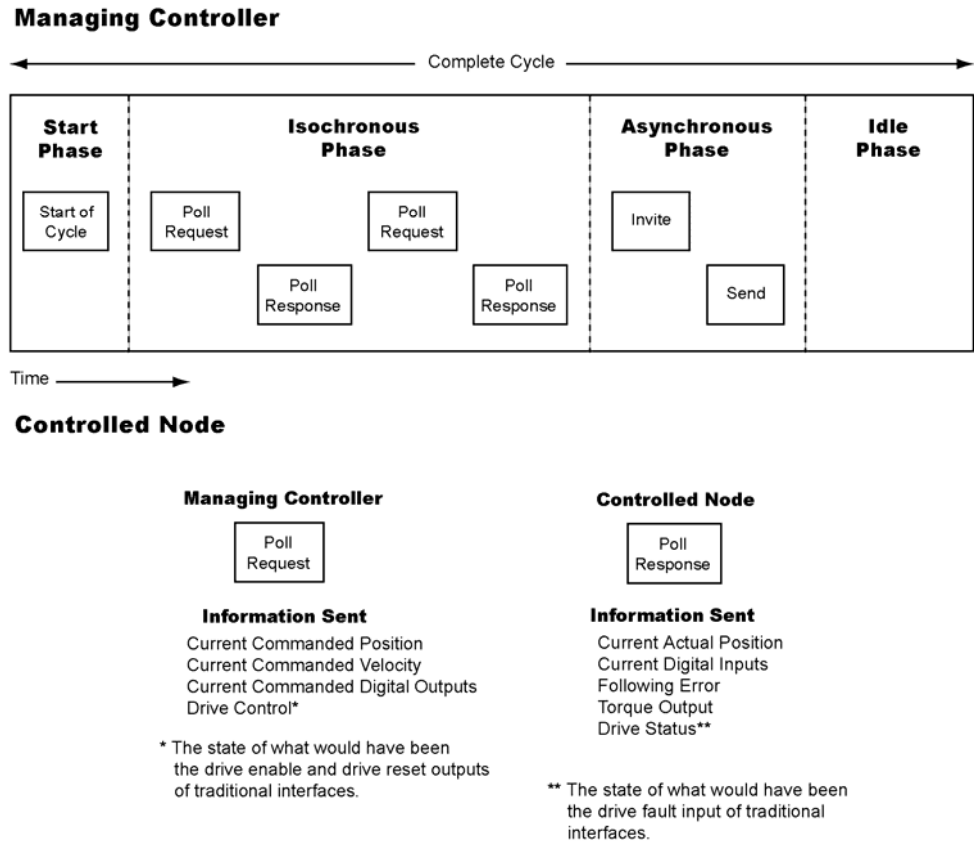 Managing Controller
Complete Cycle
Start
Phase
Isochronous
Phase
Asynchronous
Phase
Idle
Phase
Start of
Cycle
Poll
Request
Poll
Response
Poll
Request
Poll
Response
Invite
Send
Time
Controlled Node
Managing Controller
Poll
Request
Information Sent
Current Commanded Position
Current Commanded Velocity
Current Commanded Digital Outputs
Drive Control*
* The state of what would have been
the drive enable and drive reset outputs
of traditional interfaces.
Controlled Node
Poll
Response
Information Sent
Current Actual Position
Current Digital Inputs
Following Error
Torque Output
Drive Status**
** The state of what would have been
the drive fault input of traditional
interfaces.